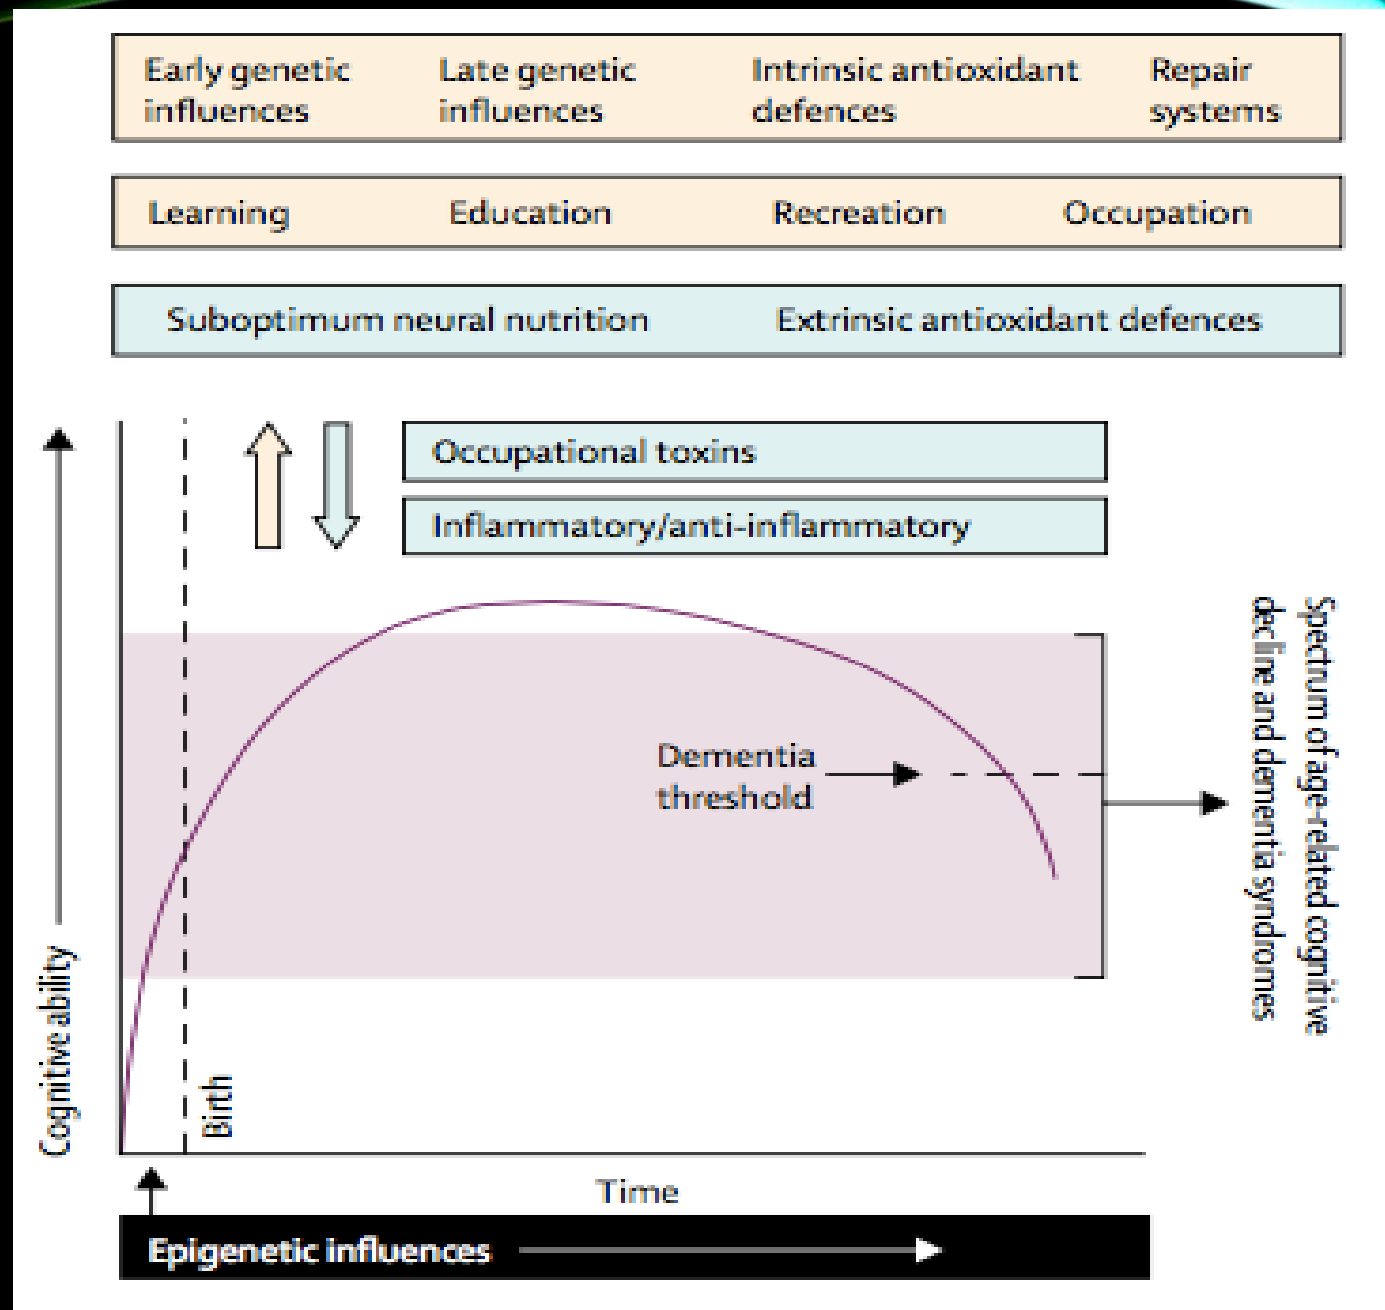 Early genetic
influences
Late genetic
influences
Intrinsic antioxidant
defences
Repair
systems
Learning
Education
Recreation
Occupation
Suboptimum neural nutrition
Extrinsic antioxidant defences
Occupational toxins
Inflammatory/anti-inflammatory
Dementia
threshold
Spectrum of age-related cognitive
decline and dementia syndromes
Cognitive ability
Birth
Time
Epigenetic influences